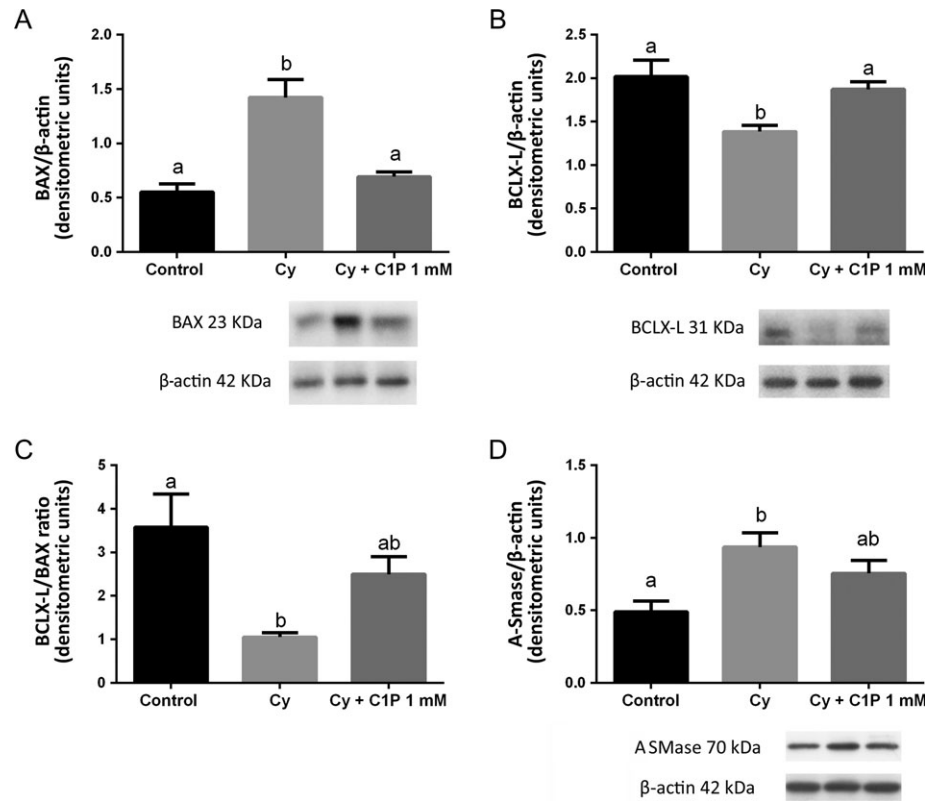 A
BAX/β-actin
(densitometric units)
2.0
1.5
1.0
0.5
0.0
a
b
a
Control
Cy
Cy + C1P 1 mM
BAX 23 KDa
β-actin 42 KDa
B
BCLX-L/β-actin
(densitometric units)
2.5
2.0
1.5
1.0
0.5
0.0
a
b
a
Control
Cy
Cy + C1P 1 mM
BCLX-L 31 KDa
β-actin 42 KDa
C
BCLX-L/BAX ratio
(densitometric units)
5
4
3
2
1
0
a
b
ab
Control
Cy
Cy + C1P 1 mM
D
A-Smase/β-actin
(densitometric units)
1.5
1.0
0.5
0.0
a
b
ab
Control
Cy
Cy + C1P 1 mM
A SMase 70 kDa
β-actin 42 kDa